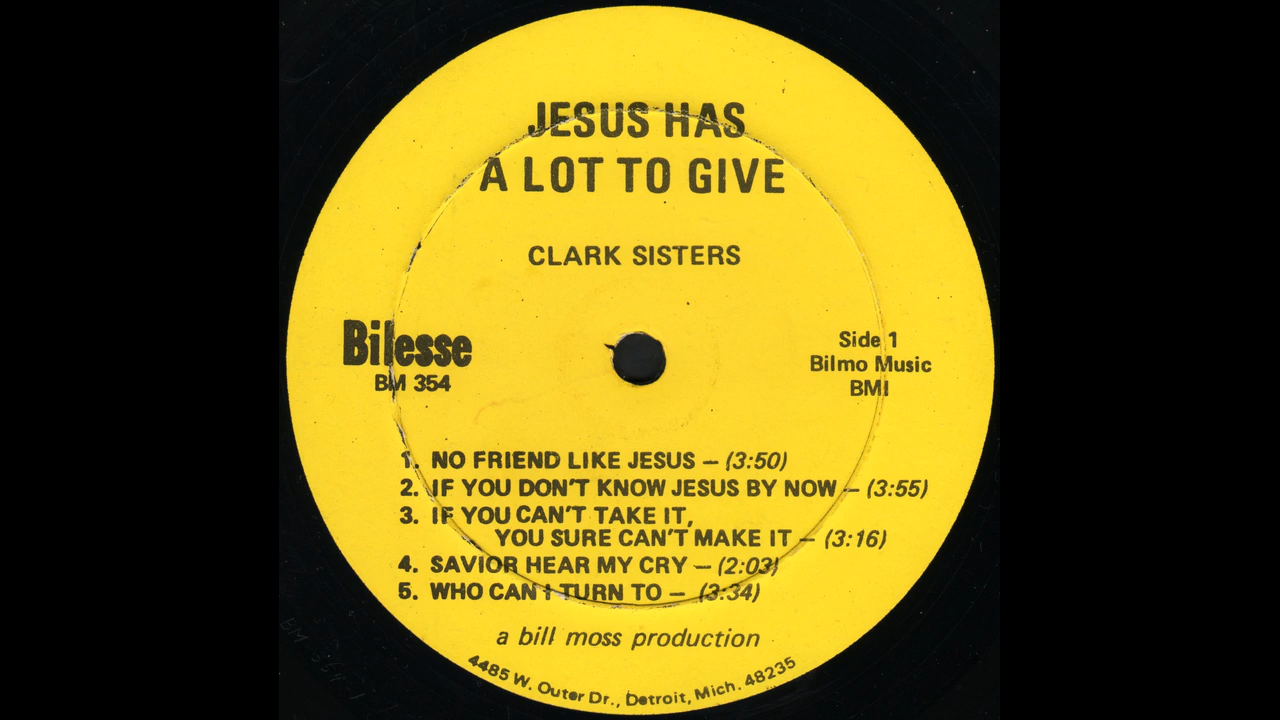 JESUS HAS
A LOT TO GIVE
CLARK SISTERS
Bilesse
BM 354
Side 1
Bilmo Music
BMI
1. NO FRIEND LIKE JESUS – (3:50)
2. IF YOU DON'T KNOW JESUS BY NOW – (3:55)
3. IF YOU CAN'T TAKE IT,
YOU SURE CAN'T MAKE IT – (3:16)
4. SAVIOR HEAR MY CRY – (2:03)
5. WHO CAN I TURN TO – (3:34)
a bill moss production
4485 W. Outer Dr., Detroit, Mich. 48235